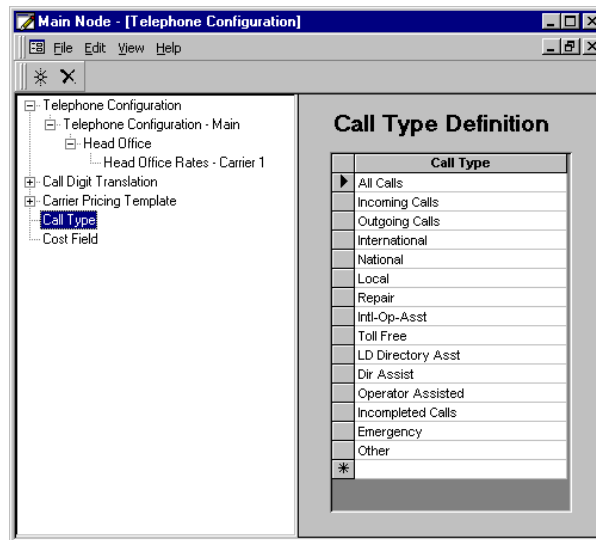 Main Node - [Telephone Configuration]
File Edit View Help
Telephone Configuration
Telephone Configuration - Main
Head Office
Head Office Rates - Carrier 1
Call Digit Translation
Carrier Pricing Template
Call Type
Cost Field
Call Type Definition
Call Type
All Calls
Incoming Calls
Outgoing Calls
International
National
Local
Repair
Intl-Op-Asst
Toll Free
LD Directory Asst
Dir Assist
Operator Assisted
Incompleted Calls
Emergency
Other